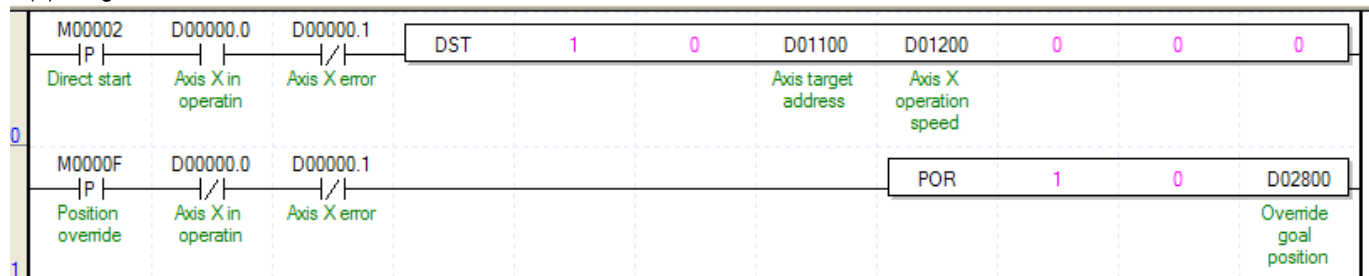 M00002 D00000.0 D00000.1
P DST 1 0 D01100 D01200 0 0 0
Direct start Axis X in Axis X error Axis target Axis X
operatin address operation
speed
0
M0000F D00000.0 D00000.1
P POR 1 0 D02800
Position Axis X in Axis X error Override
override operatin goal
position
1